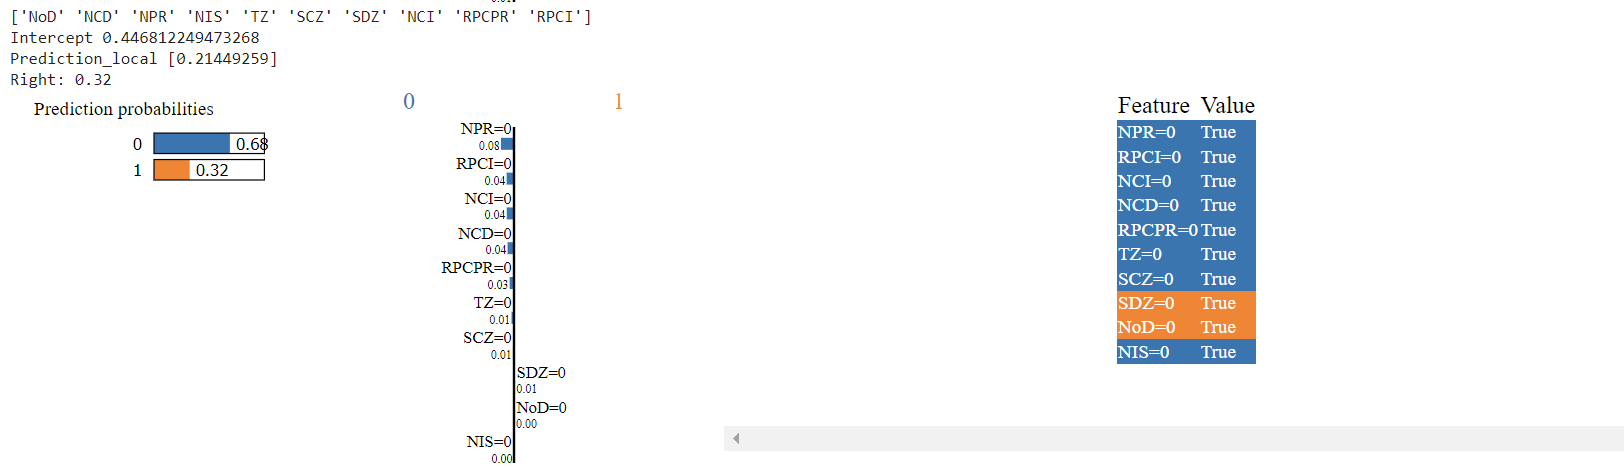 ['NoD' 'NCD' 'NPR' 'NIS' 'TZ' 'SCZ' 'SDZ' 'NCI' 'RPCPR' 'RPCI']
Intercept 0.446812249473268
Prediction_local [0.21449259]
Right: 0.32
Prediction probabilities
0 0.68
1 0.32
0 1
NPR=0
0.08
RPCI=0
0.04
NCI=0
0.04
NCD=0
0.04
RPCPR=0
0.03
TZ=0
0.01
SCZ=0
0.01
SDZ=0
0.01
NoD=0
0.00
NIS=0
0.00
Feature Value
NPR=0 True
RPCI=0 True
NCI=0 True
NCD=0 True
RPCPR=0 True
TZ=0 True
SCZ=0 True
SDZ=0 True
NoD=0 True
NIS=0 True